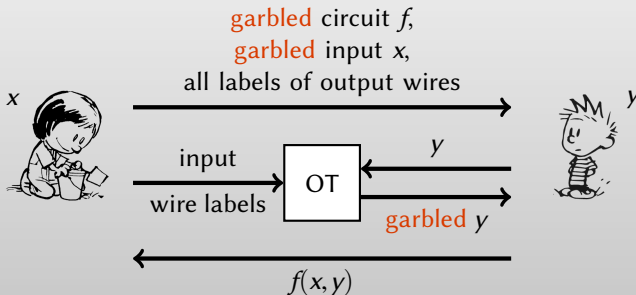 garbled circuit f,
garbled input x,
all labels of output wires
x
y
input
wire labels
OT
y
garbled y
f(x, y)